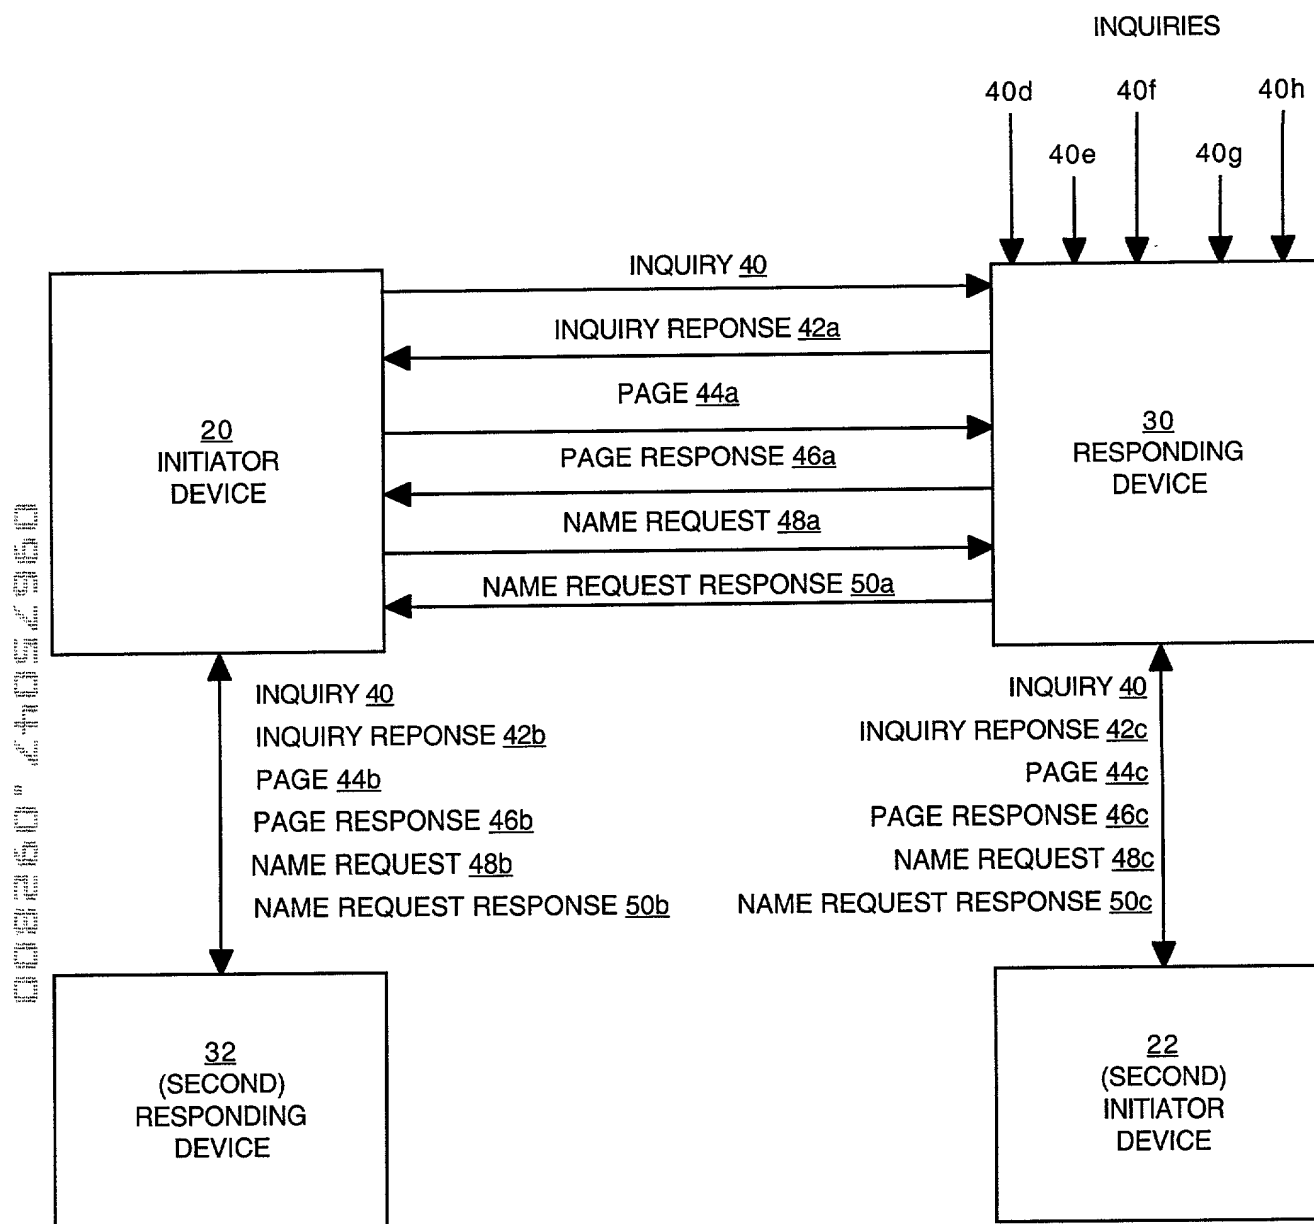 INQUIRIES
40d 40f 40h
40e 40g
INQUIRY 40
INQUIRY REPONSE 42a
PAGE 44a
PAGE RESPONSE 46a
NAME REQUEST 48a
NAME REQUEST RESPONSE 50a
20
INITIATOR
DEVICE
30
RESPONDING
DEVICE
INQUIRY 40
INQUIRY REPONSE 42b
PAGE 44b
PAGE RESPONSE 46b
NAME REQUEST 48b
NAME REQUEST RESPONSE 50b
INQUIRY 40
INQUIRY REPONSE 42c
PAGE 44c
PAGE RESPONSE 46c
NAME REQUEST 48c
NAME REQUEST RESPONSE 50c
32
(SECOND)
RESPONDING
DEVICE
22
(SECOND)
INITIATOR
DEVICE